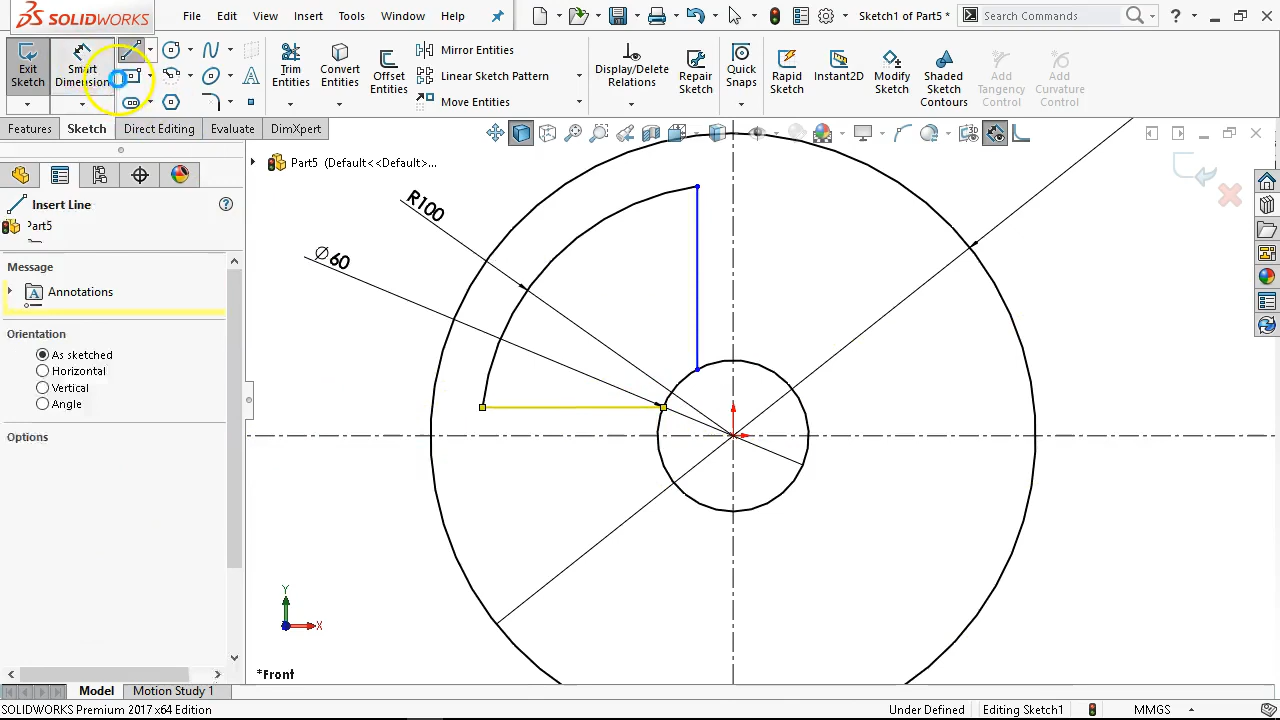 SOLIDWORKS
File Edit View Insert Tools Window Help
Sketch1 of Part5 *
Search Commands
?
Exit Sketch
Smart Dimension
Trim Entities
Convert Entities
Offset Entities
Mirror Entities
Linear Sketch Pattern
Move Entities
Display/Delete Relations
Repair Sketch
Quick Snaps
Rapid Sketch
Instant2D
Modify Sketch
Shaded Sketch Contours
Add Tangency Control
Add Curvature Control
Features Sketch Direct Editing Evaluate DimXpert
Part5 (Default<<Default>...
Insert Line
?
Part5
Message
Annotations
Orientation
As sketched
Horizontal
Vertical
Angle
Options
R100
∅60
Y
X
*Front
Model Motion Study 1
SOLIDWORKS Premium 2017 x64 Edition
Under Defined
Editing Sketch1
MMGS